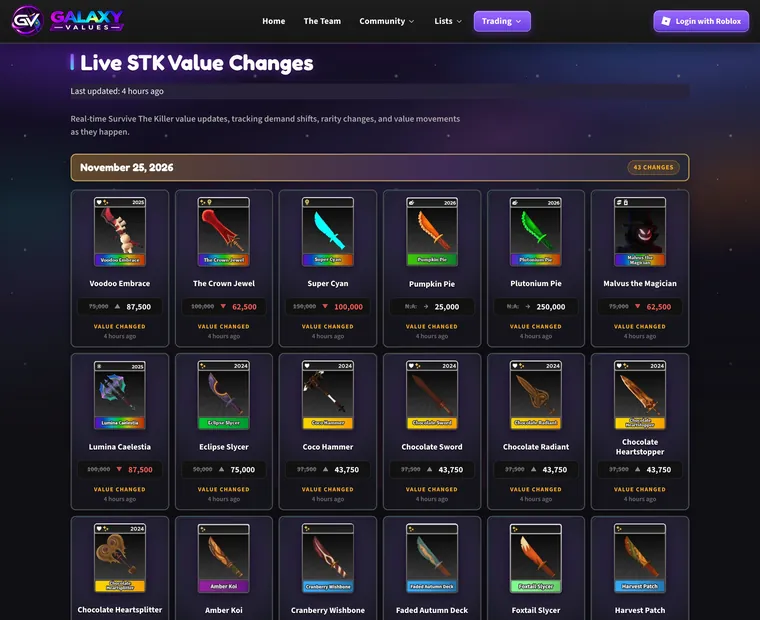 GV GALAXY VALUES
Home The Team Community Lists Trading Login with Roblox
Live STK Value Changes
Last updated: 4 hours ago
Real-time Survive The Killer value updates, tracking demand shifts, rarity changes, and value movements
as they happen.
November 25, 2026 43 CHANGES
2025 2026 2026
Voodoo Embrace The Crown Jewel Super Cyan Pumpkin Pie Plutonium Pie Malvus the Magician
Voodoo Embrace The Crown Jewel Super Cyan Pumpkin Pie Plutonium Pie Malvus the Magician
75,000 ▲ 87,500 100,000 ▼ 62,500 150,000 ▼ 100,000 N.A. → 25,000 N.A. → 250,000 75,000 ▼ 62,500
VALUE CHANGED VALUE CHANGED VALUE CHANGED VALUE CHANGED VALUE CHANGED VALUE CHANGED
4 hours ago 4 hours ago 4 hours ago 4 hours ago 4 hours ago 4 hours ago
2025 2024 2024 2024 2024 2024
Lumina Caelestia Eclipse Slycer Coco Hammer Chocolate Sword Chocolate Radiant Chocolate Heartstopper
Lumina Caelestia Eclipse Slycer Coco Hammer Chocolate Sword Chocolate Radiant Chocolate Heartstopper
100,000 ▼ 87,500 50,000 ▲ 75,000 37,500 ▲ 43,750 37,500 ▲ 43,750 37,500 ▲ 43,750 37,500 ▲ 43,750
VALUE CHANGED VALUE CHANGED VALUE CHANGED VALUE CHANGED VALUE CHANGED VALUE CHANGED
4 hours ago 4 hours ago 4 hours ago 4 hours ago 4 hours ago 4 hours ago
2024
Chocolate Heartsplitter Amber Koi Cranberry Wishbone Faded Autumn Deck Foxtail Slycer Harvest Patch
Chocolate Heartsplitter Amber Koi Cranberry Wishbone Faded Autumn Deck Foxtail Slycer Harvest Patch